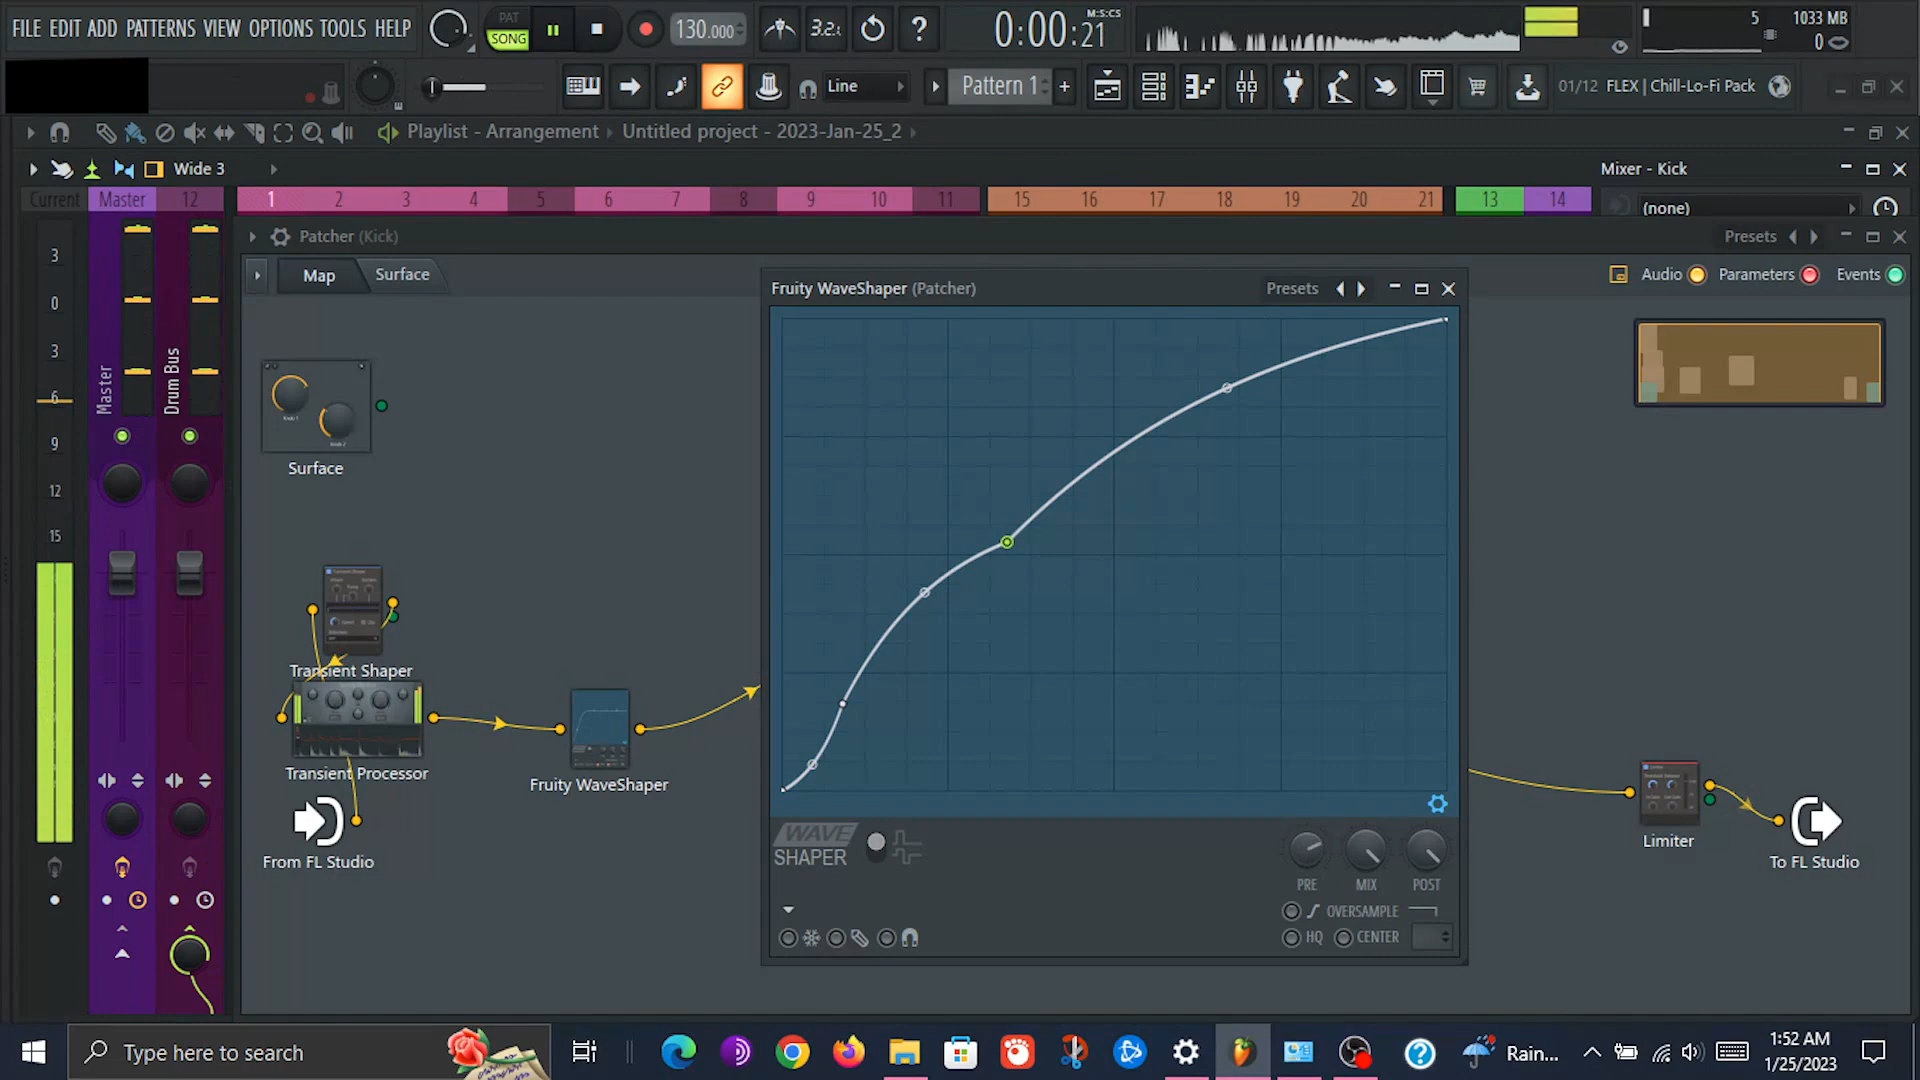 FILE EDIT ADD PATTERNS VIEW OPTIONS TOOLS HELP
PAT
SONG
130.000
3.2.
?
0:00:21
M:S:CS
5
1033 MB
0
Line
Pattern 1
+
01/12 FLEX | Chill-Lo-Fi Pack
Playlist - Arrangement
Untitled project - 2023-Jan-25_2
Wide 3
Mixer - Kick
Current
Master
12
1 2 3 4 5 6 7 8 9 10 11 15 16 17 18 19 20 21 13 14
(none)
Patcher (Kick)
Presets
Map
Surface
Audio
Parameters
Events
3
0
3
6
9
12
15
Master
Drum Bus
Surface
Fruity WaveShaper (Patcher)
Presets
Transient Shaper
Transient Processor
Fruity WaveShaper
From FL Studio
Limiter
To FL Studio
WAVE
SHAPER
PRE
MIX
POST
OVERSAMPLE
HQ
CENTER
Type here to search
Rain...
1:52 AM
1/25/2023